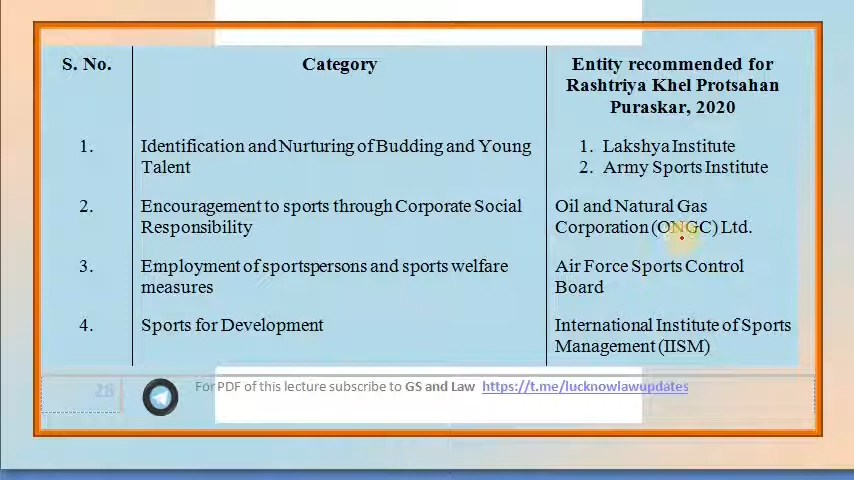 S. No. Category Entity recommended for
Rashtriya Khel Protsahan
Puraskar, 2020
1. Identification and Nurturing of Budding and Young 1. Lakshya Institute
Talent 2. Army Sports Institute
2. Encouragement to sports through Corporate Social Oil and Natural Gas
Responsibility Corporation (ONGC) Ltd.
3. Employment of sportspersons and sports welfare Air Force Sports Control
measures Board
4. Sports for Development International Institute of Sports
Management (IISM)
28 For PDF of this lecture subscribe to GS and Law https://t.me/lucknowlawupdates